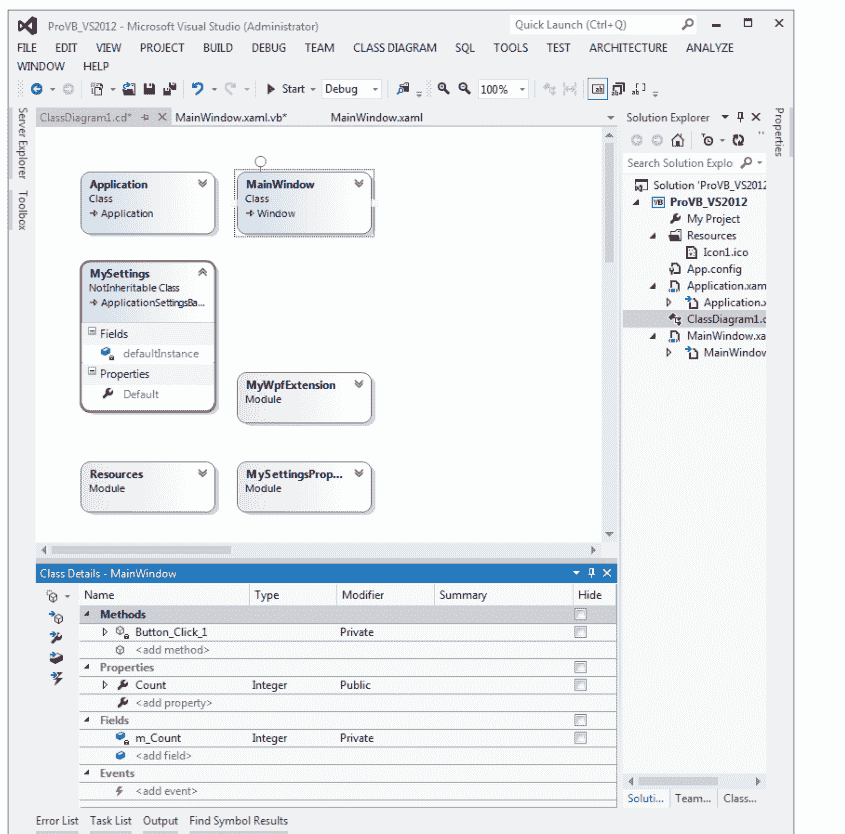 ProVB_VS2012 - Microsoft Visual Studio (Administrator)
Quick Launch (Ctrl+Q)
FILE EDIT VIEW PROJECT BUILD DEBUG TEAM CLASS DIAGRAM SQL TOOLS TEST ARCHITECTURE ANALYZE
WINDOW HELP
Start Debug 100%
Server Explorer
Toolbox
ClassDiagram1.cd* MainWindow.xaml.vb* MainWindow.xaml
Application
Class
Application
MainWindow
Class
Window
MySettings
NotInheritable Class
ApplicationSettingsBa...
Fields
defaultInstance
Properties
Default
MyWpfExtension
Module
Resources
Module
MySettingsProp...
Module
Solution Explorer
Search Solution Explo
Solution 'ProVB_VS2012
VB ProVB_VS2012
My Project
Resources
Icon1.ico
App.config
Application.xam
Application.x
ClassDiagram1.c
MainWindow.xa
MainWindow
Soluti... Team... Class...
Properties
Class Details - MainWindow
Name Type Modifier Summary Hide
Methods
Button_Click_1 Private
<add method>
Properties
Count Integer Public
<add property>
Fields
m_Count Integer Private
<add field>
Events
<add event>
Error List Task List Output Find Symbol Results